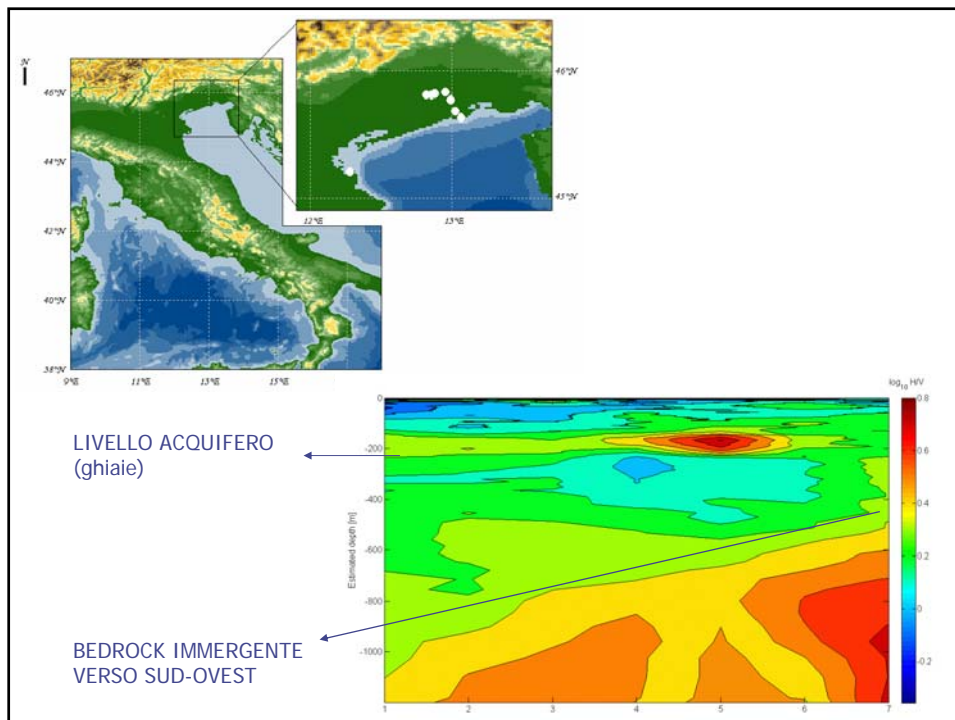 N
46°N
44°N
42°N
40°N
38°N
9°E 11°E 13°E 15°E
46°N
45°N
12°E 13°E
LIVELLO ACQUIFERO
(ghiaie)
BEDROCK IMMERGENTE
VERSO SUD-OVEST
log10 H/V
Estimated depth [m]
0
-200
-400
-600
-800
-1000
1 2 3 4 5 6 7
0.8
0.6
0.4
0.2
0
-0.2